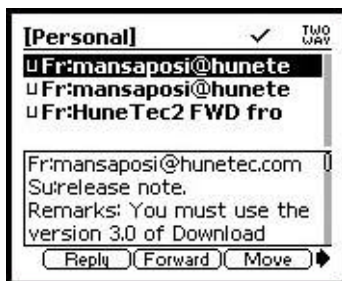 [Personal] TWO
WAY
Fr:mansaposi@hunete
Fr:mansaposi@hunete
Fr:HuneTec2 FWD fro
Fr:mansaposi@hunetec.com
Su:release note.
Remarks: You must use the
version 3.0 of Download
Reply Forward Move